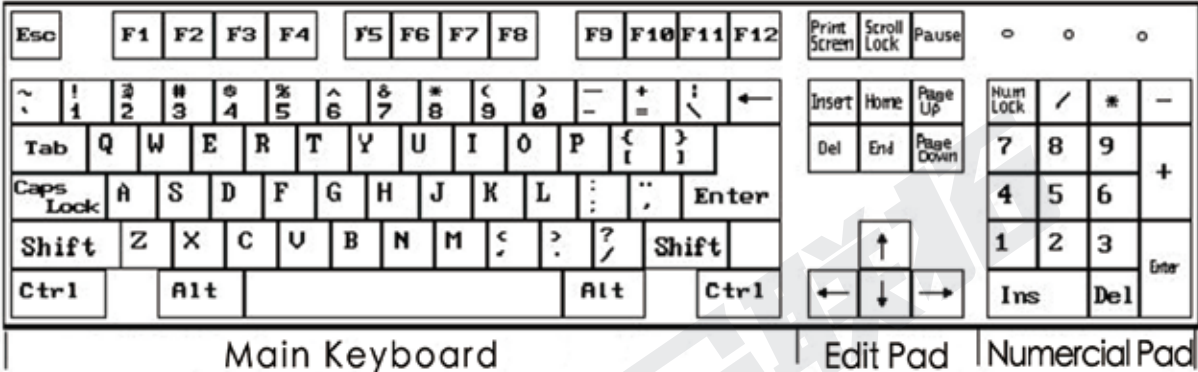 Esc F1 F2 F3 F4 F5 F6 F7 F8 F9 F10 F11 F12 Print Screen Scroll Lock Pause
~ ! @ # $ % ^ & * ( ) — + ¦ ←
` 1 2 3 4 5 6 7 8 9 0 - = \
Insert Home Page Up Num Lock / * —
Tab Q W E R T Y U I O P { [ } ] Del End Page Down 7 8 9 +
Caps Lock A S D F G H J K L : ; " , Enter 4 5 6
Shift Z X C V B N M < , > . ? / Shift ↑ 1 2 3 Enter
Ctrl Alt Alt Ctrl ← ↓ → Ins Del
Main Keyboard Edit Pad Numercial Pad